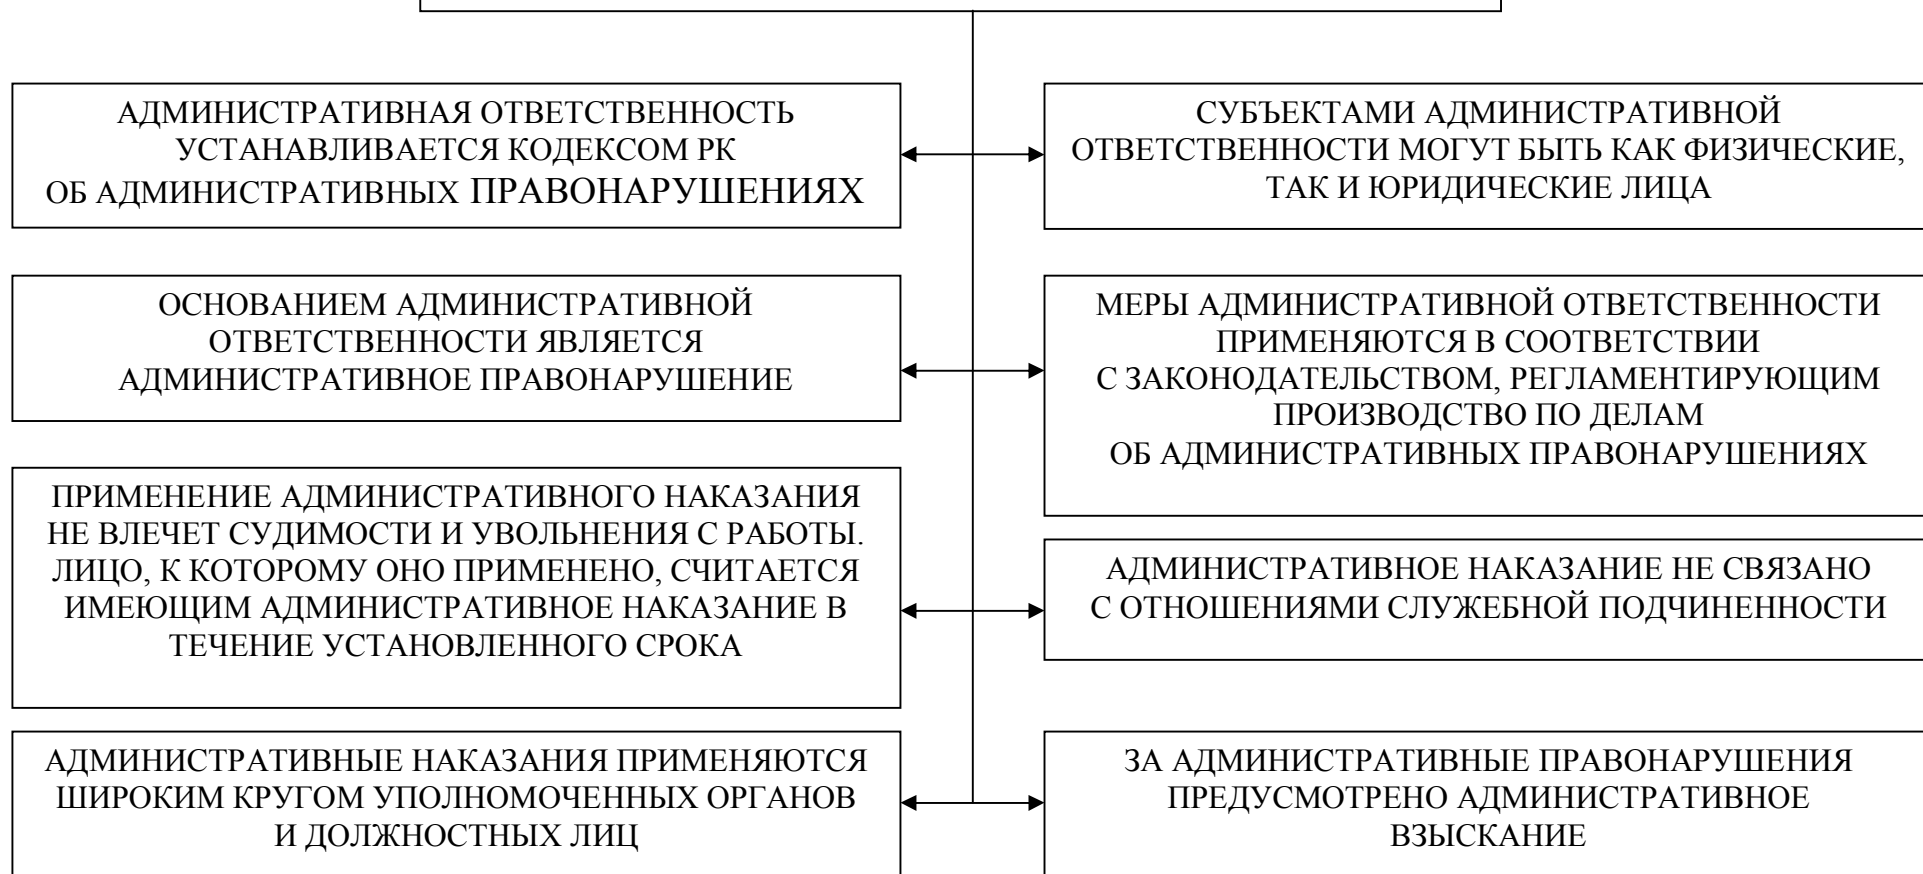 АДМИНИСТРАТИВНАЯ ОТВЕТСТВЕННОСТЬ
УСТАНАВЛИВАЕТСЯ КОДЕКСОМ РК
ОБ АДМИНИСТРАТИВНЫХ ПРАВОНАРУШЕНИЯХ
СУБЪЕКТАМИ АДМИНИСТРАТИВНОЙ
ОТВЕТСТВЕННОСТИ МОГУТ БЫТЬ КАК ФИЗИЧЕСКИЕ,
ТАК И ЮРИДИЧЕСКИЕ ЛИЦА
ОСНОВАНИЕМ АДМИНИСТРАТИВНОЙ
ОТВЕТСТВЕННОСТИ ЯВЛЯЕТСЯ
АДМИНИСТРАТИВНОЕ ПРАВОНАРУШЕНИЕ
МЕРЫ АДМИНИСТРАТИВНОЙ ОТВЕТСТВЕННОСТИ
ПРИМЕНЯЮТСЯ В СООТВЕТСТВИИ
С ЗАКОНОДАТЕЛЬСТВОМ, РЕГЛАМЕНТИРУЮЩИМ
ПРОИЗВОДСТВО ПО ДЕЛАМ
ОБ АДМИНИСТРАТИВНЫХ ПРАВОНАРУШЕНИЯХ
ПРИМЕНЕНИЕ АДМИНИСТРАТИВНОГО НАКАЗАНИЯ
НЕ ВЛЕЧЕТ СУДИМОСТИ И УВОЛЬНЕНИЯ С РАБОТЫ.
ЛИЦО, К КОТОРОМУ ОНО ПРИМЕНЕНО, СЧИТАЕТСЯ
ИМЕЮЩИМ АДМИНИСТРАТИВНОЕ НАКАЗАНИЕ В
ТЕЧЕНИЕ УСТАНОВЛЕННОГО СРОКА
АДМИНИСТРАТИВНОЕ НАКАЗАНИЕ НЕ СВЯЗАНО
С ОТНОШЕНИЯМИ СЛУЖЕБНОЙ ПОДЧИНЕННОСТИ
АДМИНИСТРАТИВНЫЕ НАКАЗАНИЯ ПРИМЕНЯЮТСЯ
ШИРОКИМ КРУГОМ УПОЛНОМОЧЕННЫХ ОРГАНОВ
И ДОЛЖНОСТНЫХ ЛИЦ
ЗА АДМИНИСТРАТИВНЫЕ ПРАВОНАРУШЕНИЯ
ПРЕДУСМОТРЕНО АДМИНИСТРАТИВНОЕ
ВЗЫСКАНИЕ